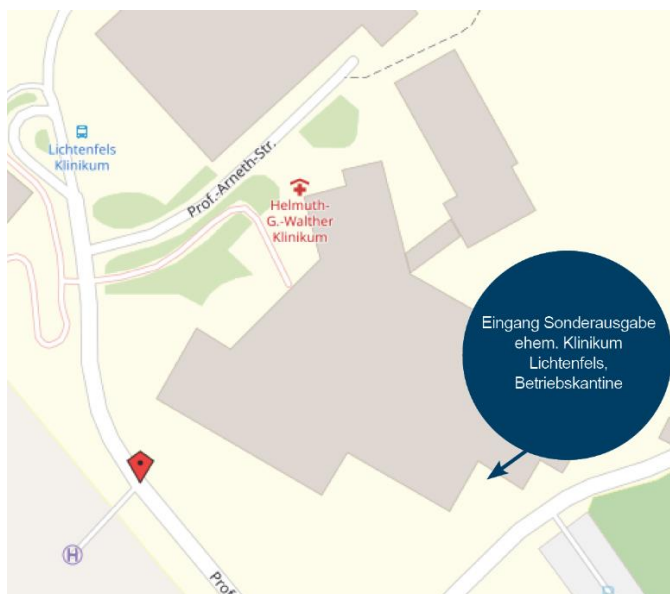 Lichtenfels
Klinikum
Prof.-Arneth-Str.
Helmuth-
G.-Walther
Klinikum
Eingang Sonderausgabe
ehem. Klinikum
Lichtenfels,
Betriebskantine
H